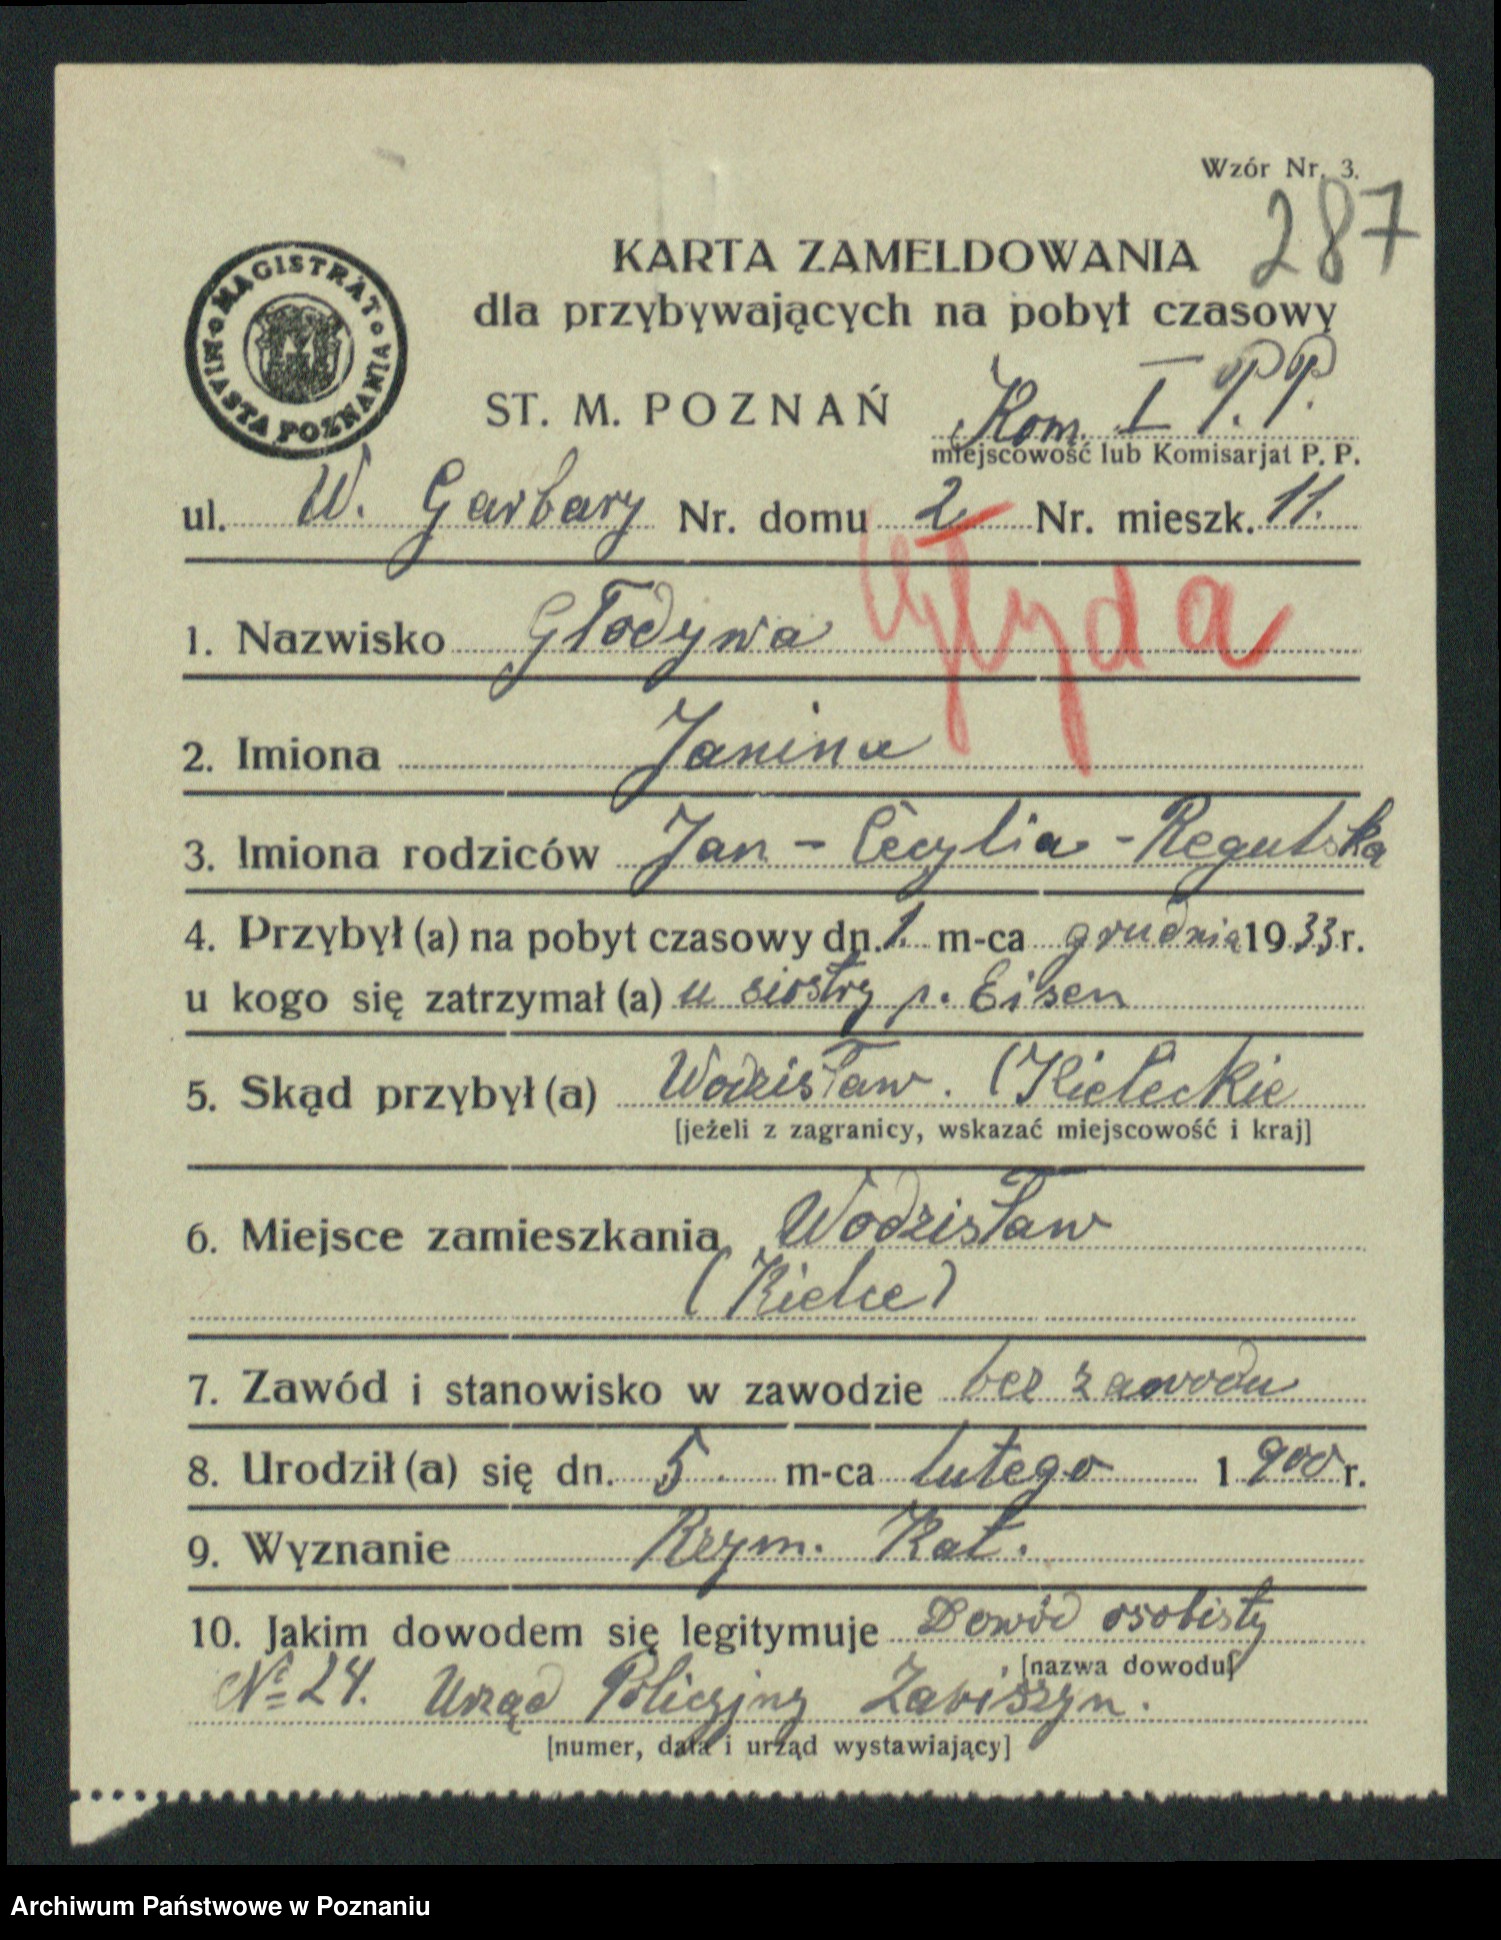 Wzór Nr. 3.
287
KARTA ZAMELDOWANIA
dla przybywających na pobyt czasowy
MAGISTRAT MIASTA POZNANIA
ST. M. POZNAŃ Kom. I P.P.
miejscowość lub Komisarjat P. P.
ul. W. Garbary Nr. domu 2 Nr. mieszk. 11.
1. Nazwisko Głodywa Głyda
2. Imiona Janina
3. Imiona rodziców Jan - Cecylia - Regulska
4. Przybył (a) na pobyt czasowy dn. 1. m-ca grudnia 1933 r.
u kogo się zatrzymał (a) u siostry p. Eisen
5. Skąd przybył (a) Wodzisław. (Kieleckie
[jeżeli z zagranicy, wskazać miejscowość i kraj]
6. Miejsce zamieszkania Wodzisław
(Kielce)
7. Zawód i stanowisko w zawodzie bez zawodu
8. Urodził (a) się dn. 5. m-ca lutego 1900 r.
9. Wyznanie Rzym. Kat.
10. Jakim dowodem się legitymuje Dowód osobisty
[nazwa dowodu]
№ 24. Urząd Policyjny
[numer, data i urząd wystawiający]
Archiwum Państwowe w Poznaniu